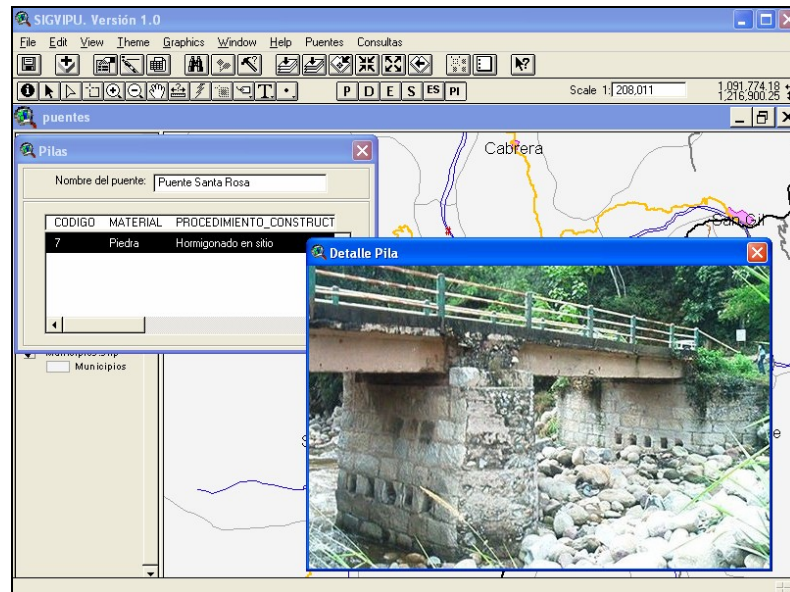 SIGVIPU. Versión 1.0
File Edit View Theme Graphics Window Help Puentes Consultas
P D E S ES PI
Scale 1: 208,011
1,091,774.18
1,216,900.25
puentes
Pilas
Nombre del puente: Puente Santa Rosa
CODIGO MATERIAL PROCEDIMIENTO_CONSTRUCT
7 Piedra Hormigonado en sitio
Municipios
Cabrera
San Gil
Detalle Pila